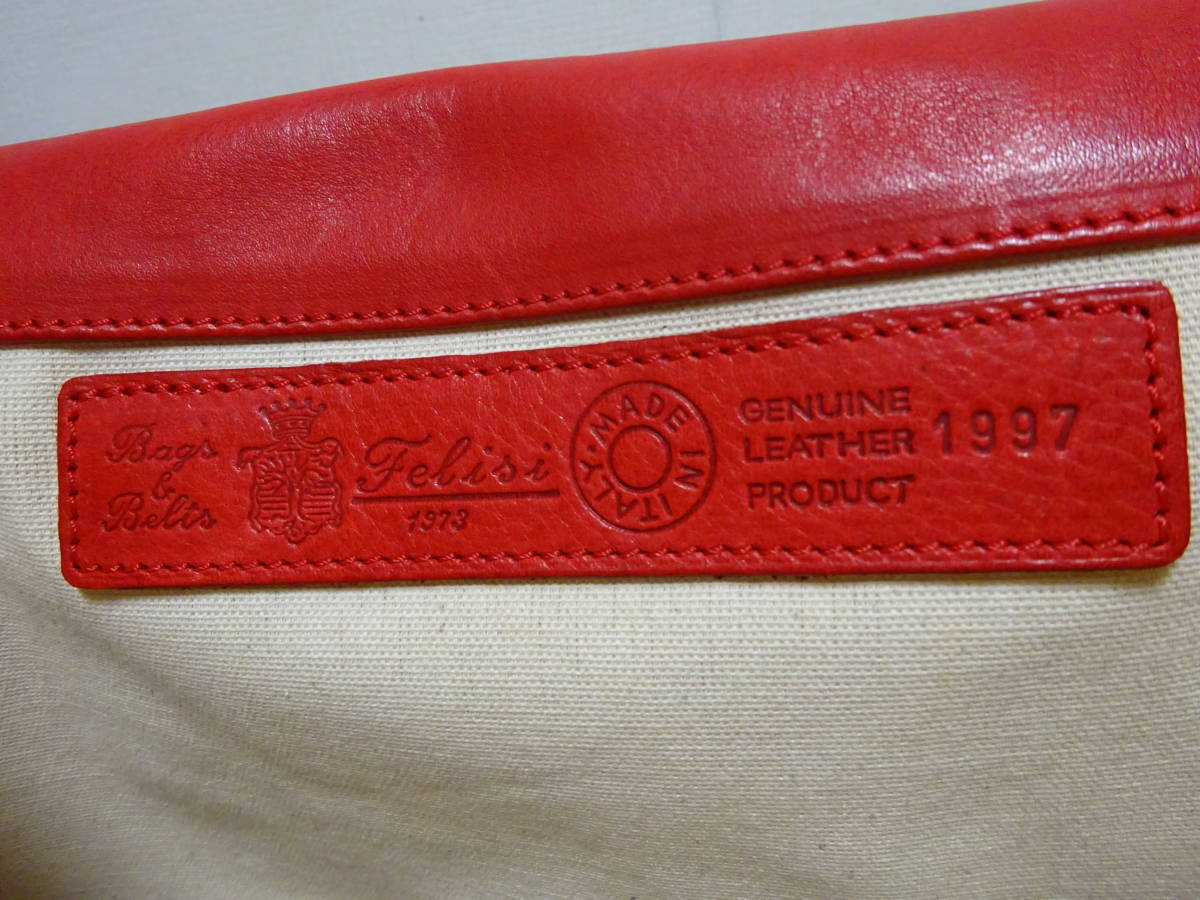 Bags
&
Belts
Felisi
1973
MADE IN ITALY
GENUINE
LEATHER
PRODUCT
1997